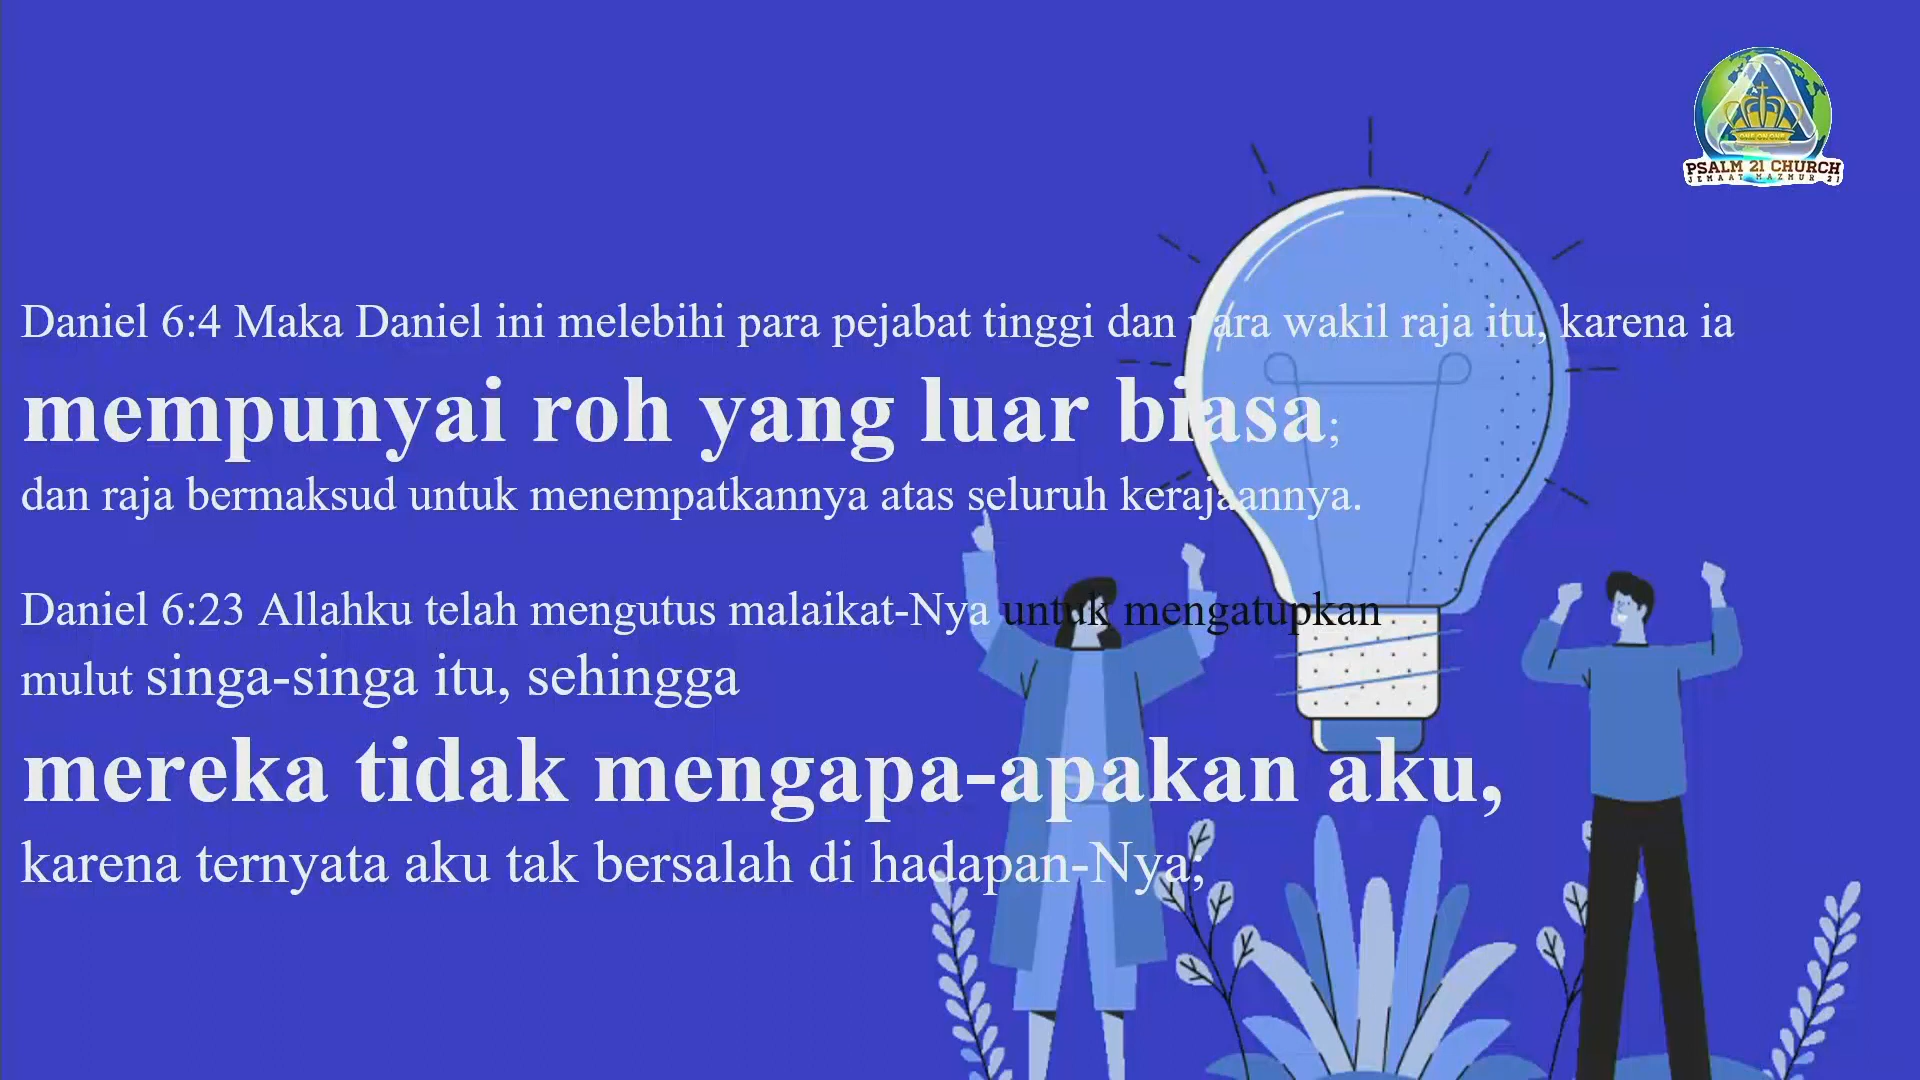 PSALM 21 CHURCH
JEMAAT MAZMUR 21
Daniel 6:4 Maka Daniel ini melebihi para pejabat tinggi dan para wakil raja itu, karena ia
mempunyai roh yang luar biasa;
dan raja bermaksud untuk menempatkannya atas seluruh kerajaannya.
Daniel 6:23 Allahku telah mengutus malaikat-Nya untuk mengatupkan
mulut singa-singa itu, sehingga
mereka tidak mengapa-apakan aku,
karena ternyata aku tak bersalah di hadapan-Nya;